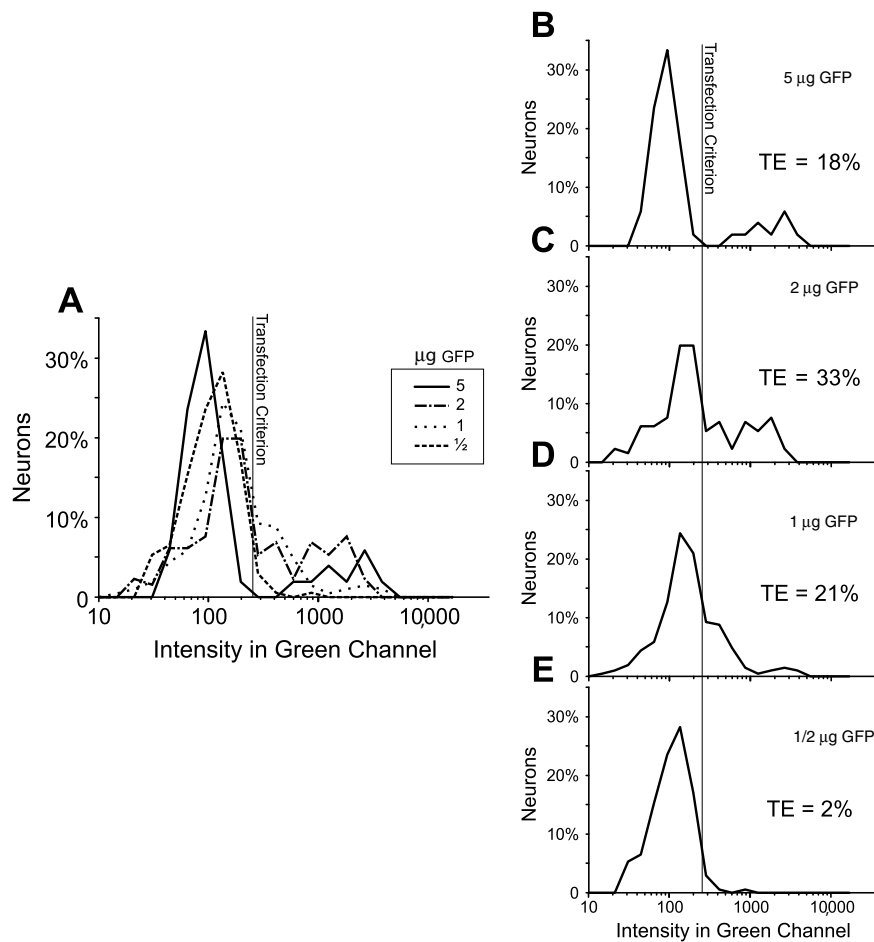 A
30%
20%
10%
0
Neurons
Transfection Criterion
10
100
1000
10,000
Intensity in Green Channel
µg GFP
5
2
1
½
B
30%
20%
10%
0
Neurons
Transfection Criterion
5 µg GFP
TE = 18%
C
30%
20%
10%
0
Neurons
2 µg GFP
TE = 33%
D
30%
20%
10%
0
Neurons
1 µg GFP
TE = 21%
E
30%
20%
10%
0
Neurons
1/2 µg GFP
TE = 2%
10
100
1000
10,000
Intensity in Green Channel